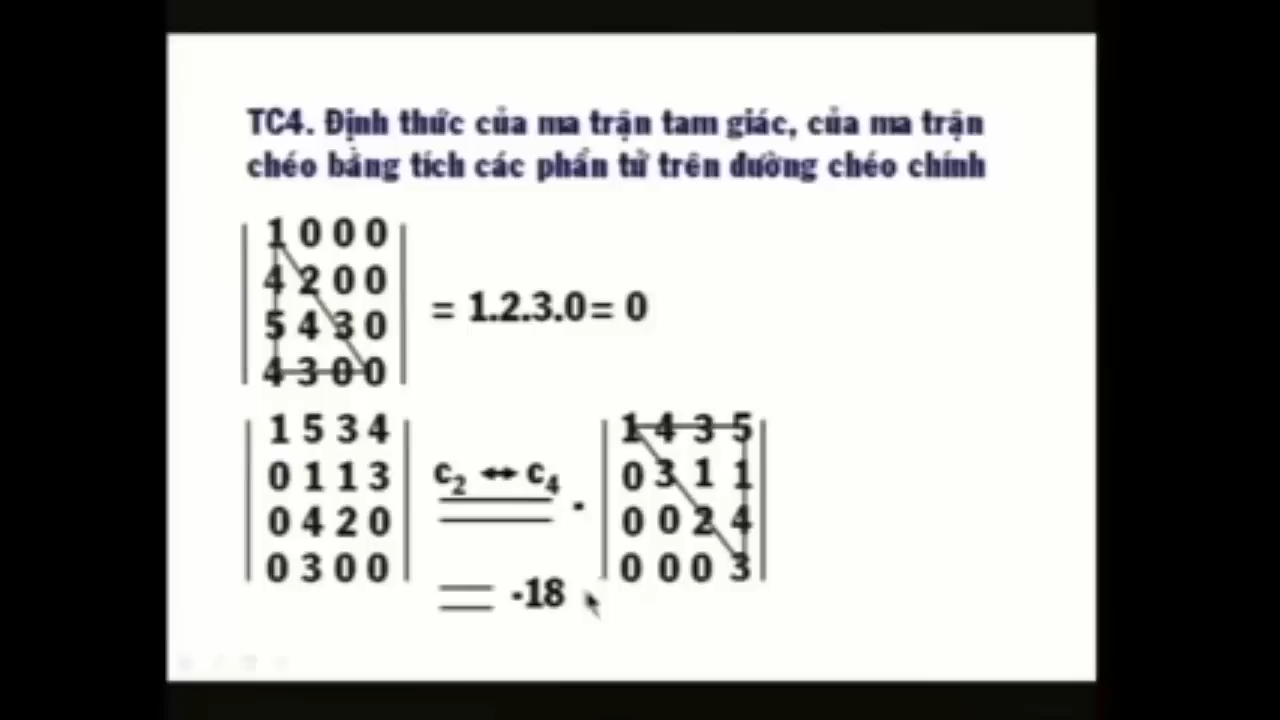 TC4. Định thức của ma trận tam giác, của ma trận
chéo bằng tích các phần tử trên đường chéo chính
1 0 0 0
4 2 0 0
5 4 3 0
4 3 0 0
= 1.2.3.0= 0
1 5 3 4
0 1 1 3
0 4 2 0
0 3 0 0
c₂ ↔ c₄
-
1 4 3 5
0 3 1 1
0 0 2 4
0 0 0 3
= -18